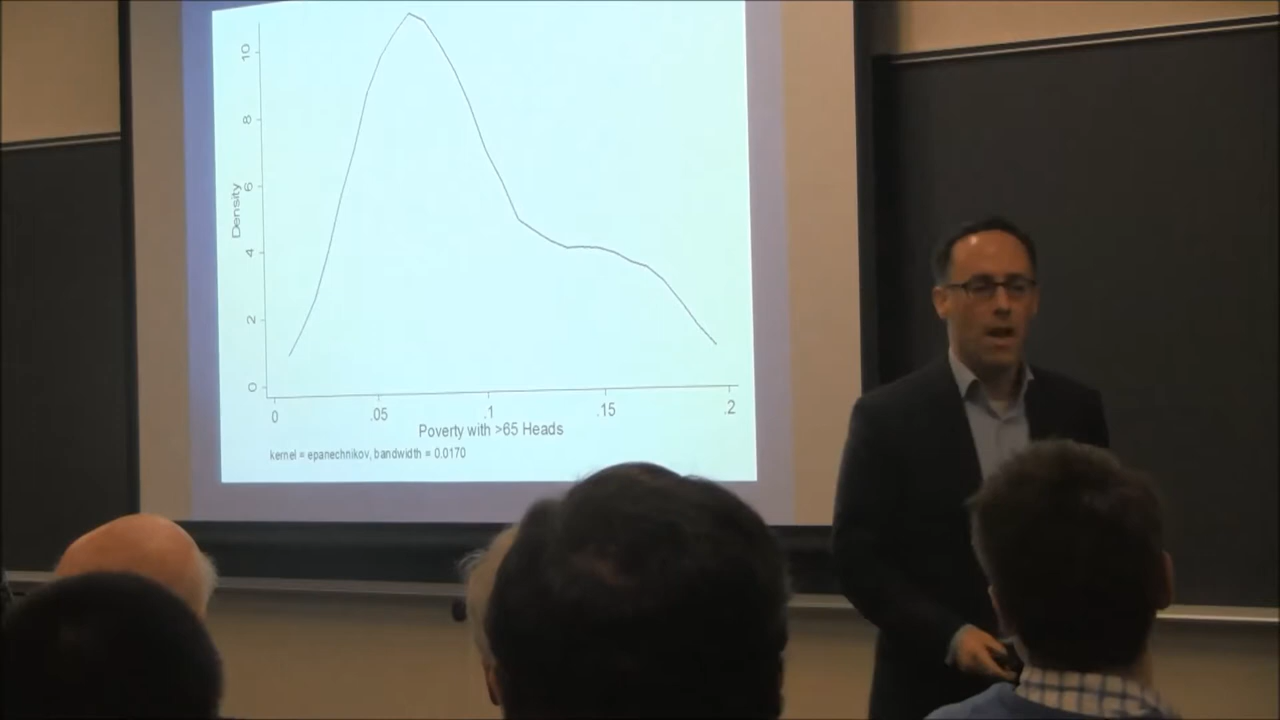 10
8
6
4
2
0
Density
0 .05 .1 .15 .2
Poverty with >65 Heads
kernel = epanechnikov, bandwidth = 0.0170